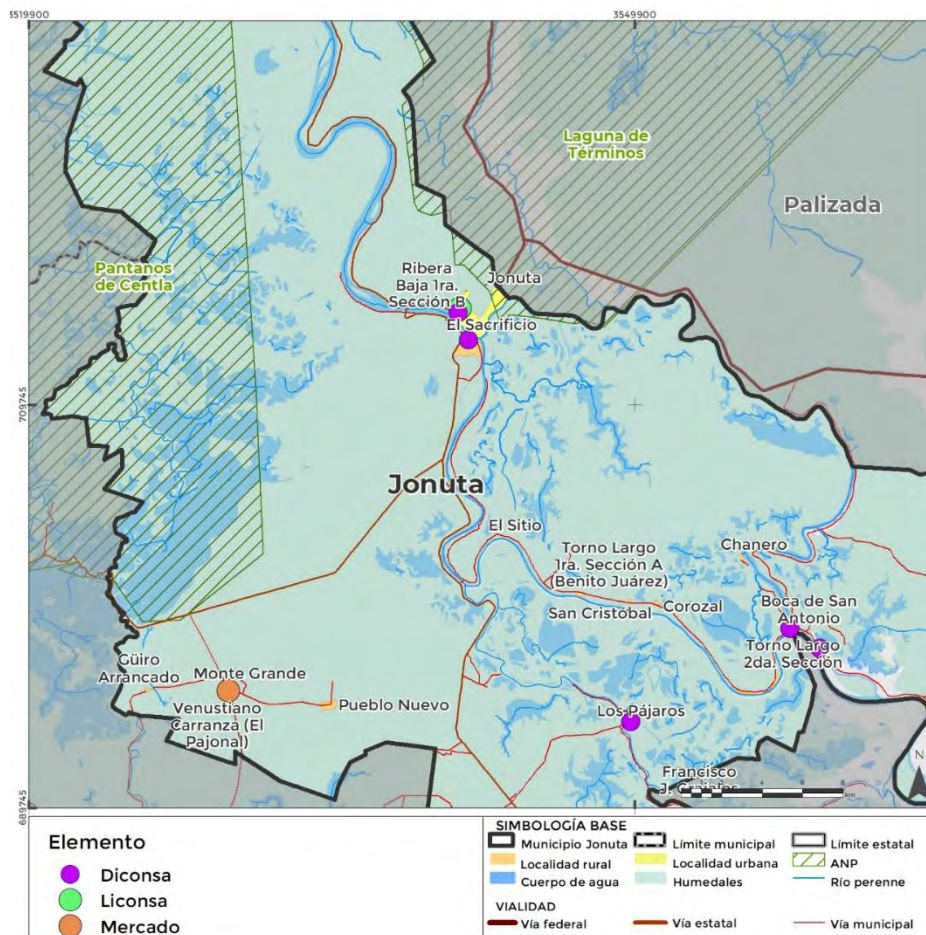 3519900
3549900
Laguna de
Términos
Palizada
Pantanos
de Centla
Ribera
Baja 1ra.
Sección B
Jonuta
El Sacrificio
709745
Jonuta
El Sitio
Torno Largo
1ra. Sección A
(Benito Juárez)
Chanero
San Cristóbal
Corozal
Boca de San
Antonio
Torno Largo
2da. Sección
Güiro
Arrancado
Monte Grande
Venustiano
Carranza (El
Pajonal)
Pueblo Nuevo
Los Pájaros
Francisco
J. Grajales
N
689745
Elemento
Diconsa
Liconsa
Mercado
SIMBOLOGÍA BASE
Municipio Jonuta
Límite municipal
Límite estatal
Localidad rural
Localidad urbana
ANP
Cuerpo de agua
Humedales
Río perenne
VIALIDAD
Vía federal
Vía estatal
Vía municipal